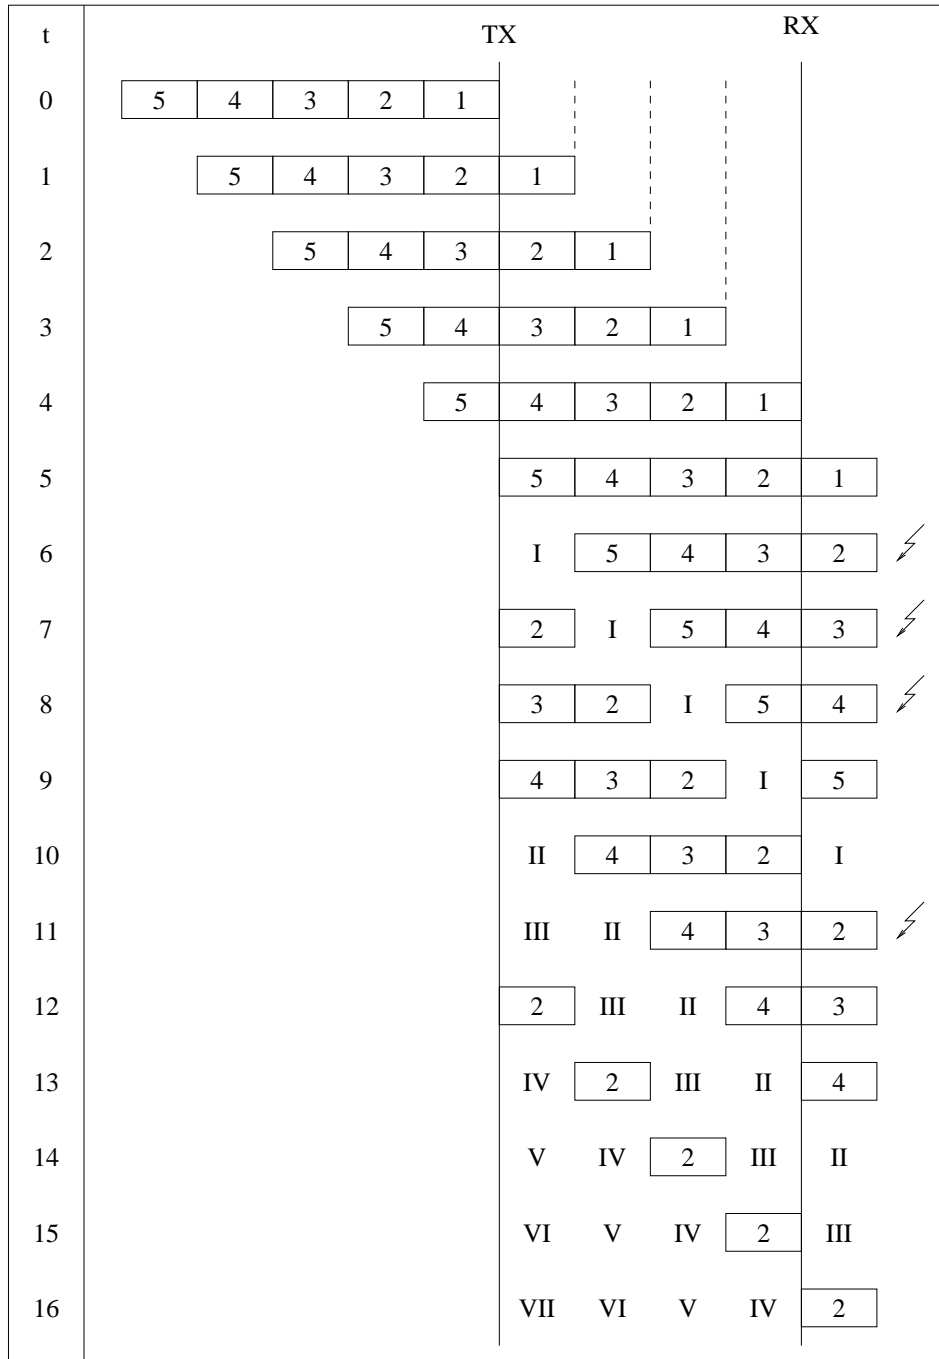 t TX RX
0 5 4 3 2 1
1 5 4 3 2 1
2 5 4 3 2 1
3 5 4 3 2 1
4 5 4 3 2 1
5 5 4 3 2 1
6 I 5 4 3 2
7 2 I 5 4 3
8 3 2 I 5 4
9 4 3 2 I 5
10 II 4 3 2 I
11 III II 4 3 2
12 2 III II 4 3
13 IV 2 III II 4
14 V IV 2 III II
15 VI V IV 2 III
16 VII VI V IV 2